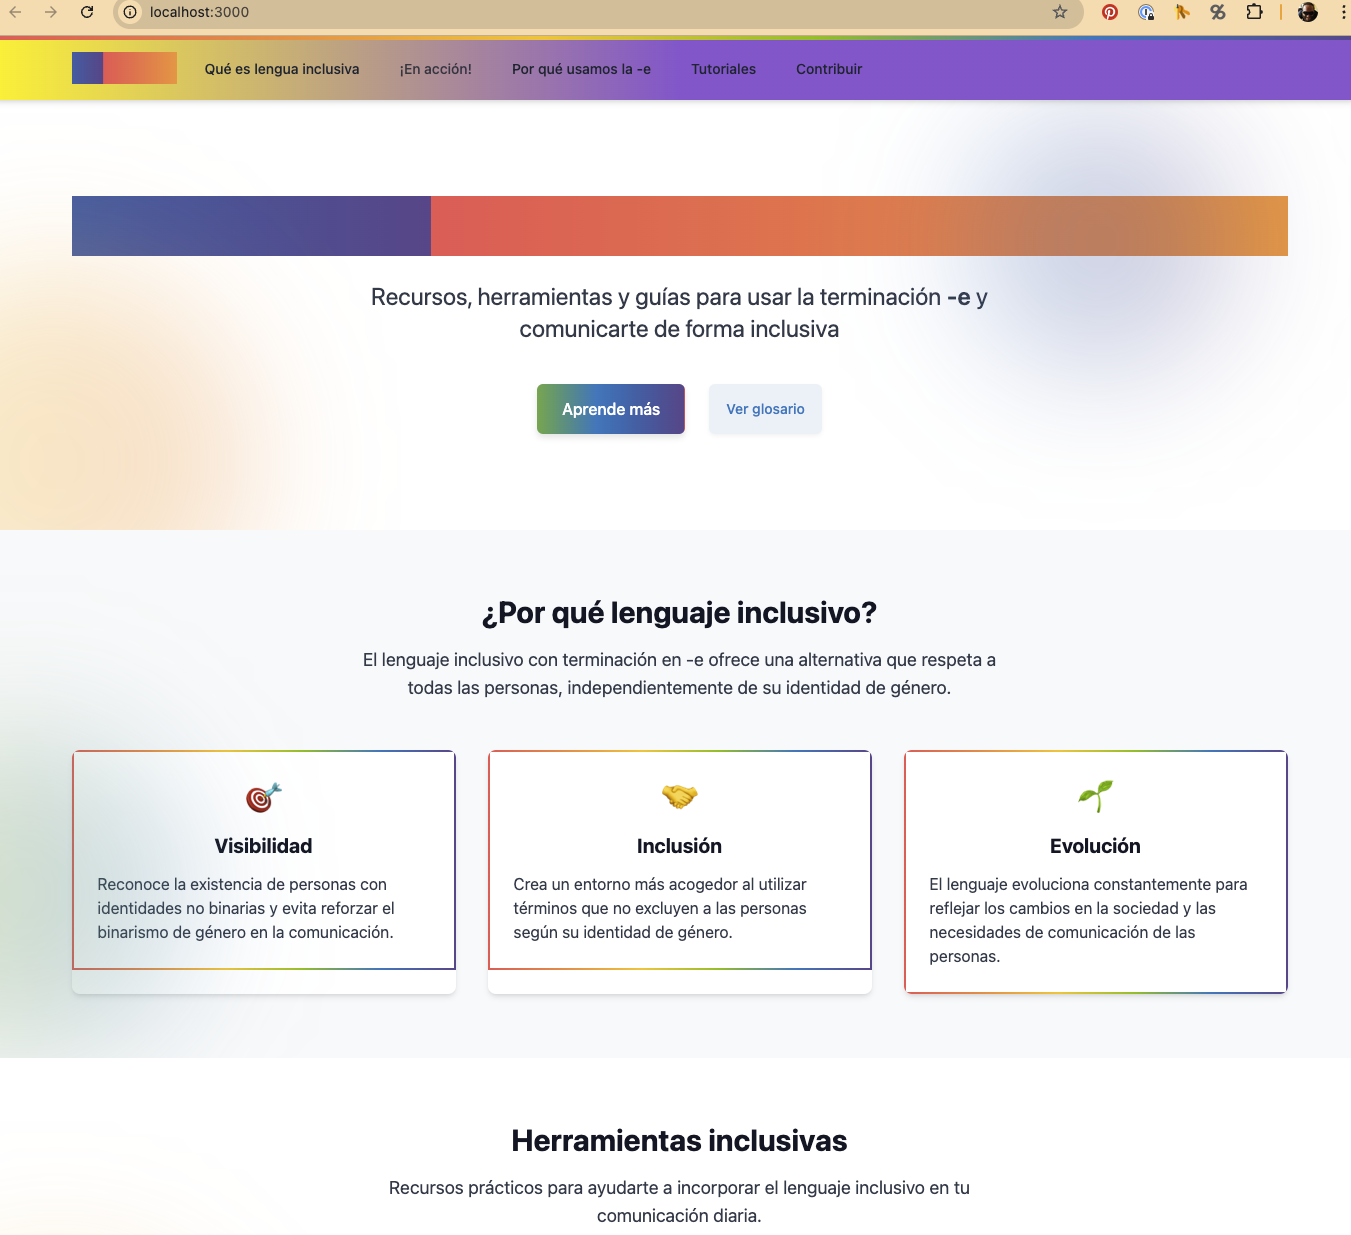 localhost:3000
Qué es lengua inclusiva
¡En acción!
Por qué usamos la -e
Tutoriales
Contribuir
Recursos, herramientas y guías para usar la terminación -e y
comunicarte de forma inclusiva
Aprende más
Ver glosario
¿Por qué lenguaje inclusivo?
El lenguaje inclusivo con terminación en -e ofrece una alternativa que respeta a
todas las personas, independientemente de su identidad de género.
Visibilidad
Reconoce la existencia de personas con
identidades no binarias y evita reforzar el
binarismo de género en la comunicación.
Inclusión
Crea un entorno más acogedor al utilizar
términos que no excluyen a las personas
según su identidad de género.
Evolución
El lenguaje evoluciona constantemente para
reflejar los cambios en la sociedad y las
necesidades de comunicación de las
personas.
Herramientas inclusivas
Recursos prácticos para ayudarte a incorporar el lenguaje inclusivo en tu
comunicación diaria.